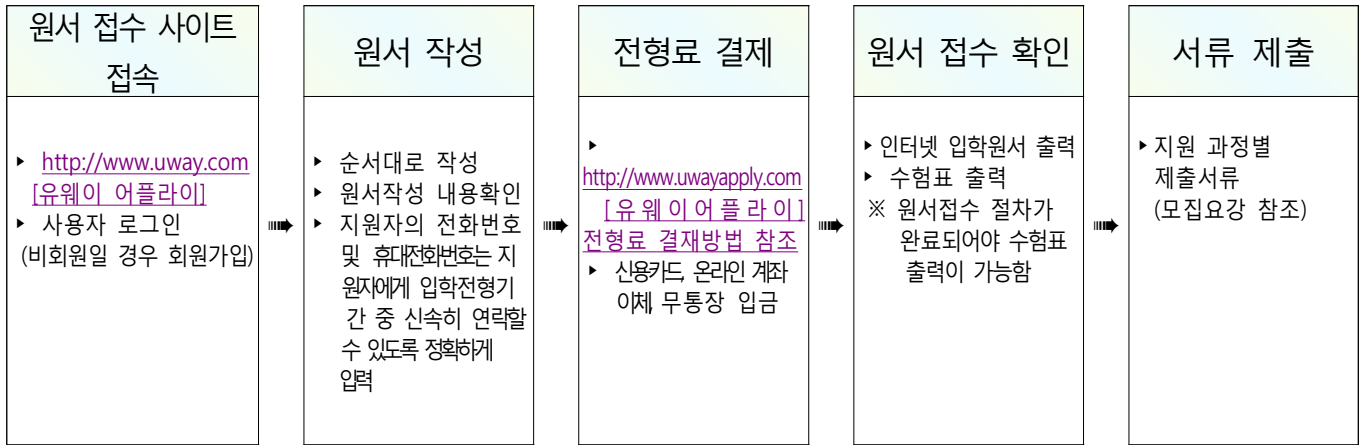 원서 접수 사이트
접속
▶ http://www.uway.com
[유웨이 어플라이]
▶ 사용자 로그인
(비회원일 경우 회원가입)
원서 작성
▶ 순서대로 작성
▶ 원서작성 내용확인
▶ 지원자의 전화번호
및 휴대전화번호는 지
원자에게 입학전형기
간 중 신속히 연락할
수 있도록 정확하게
입력
전형료 결제
▶
http://www.uwayapply.com
[유웨이어플라이]
전형료 결재방법 참조
▶ 신용카드, 온라인 계좌
이체, 무통장 입금
원서 접수 확인
▶인터넷 입학원서 출력
▶ 수험표 출력
※ 원서접수 절차가
완료되어야 수험표
출력이 가능함
서류 제출
▶지원 과정별
제출서류
(모집요강 참조)